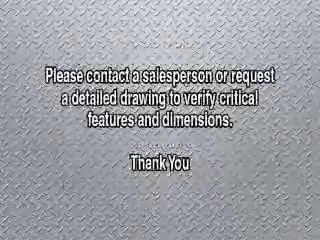 Please contact a salesperson or request
a detailed drawing to verify critical
features and dimensions.
Thank You